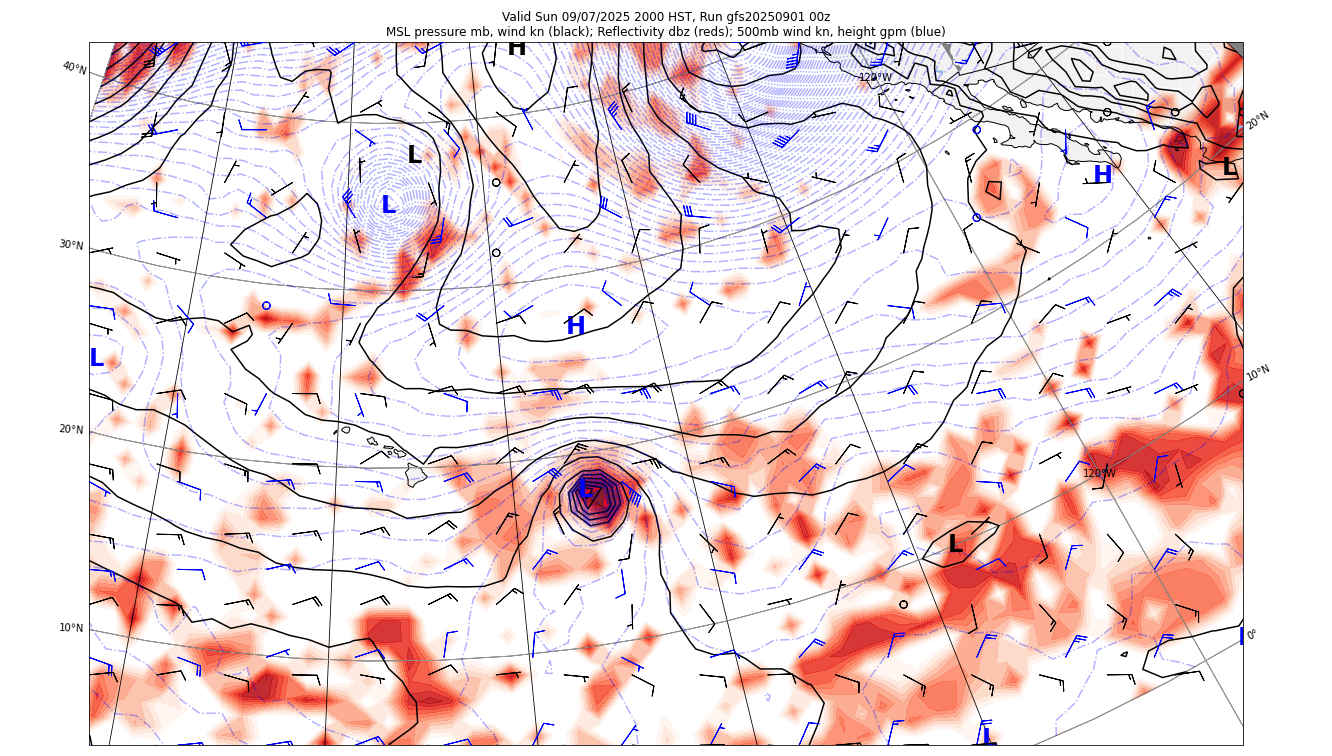 Valid Sun 09/07/2025 2000 HST, Run gfs20250901 00z
MSL pressure mb, wind kn (black); Reflectivity dbz (reds); 500mb wind kn, height gpm (blue)
H
40°N
120°W
20°N
L
L
H
L
30°N
H
L
10°N
20°N
120°W
L
L
10°N
0°
L